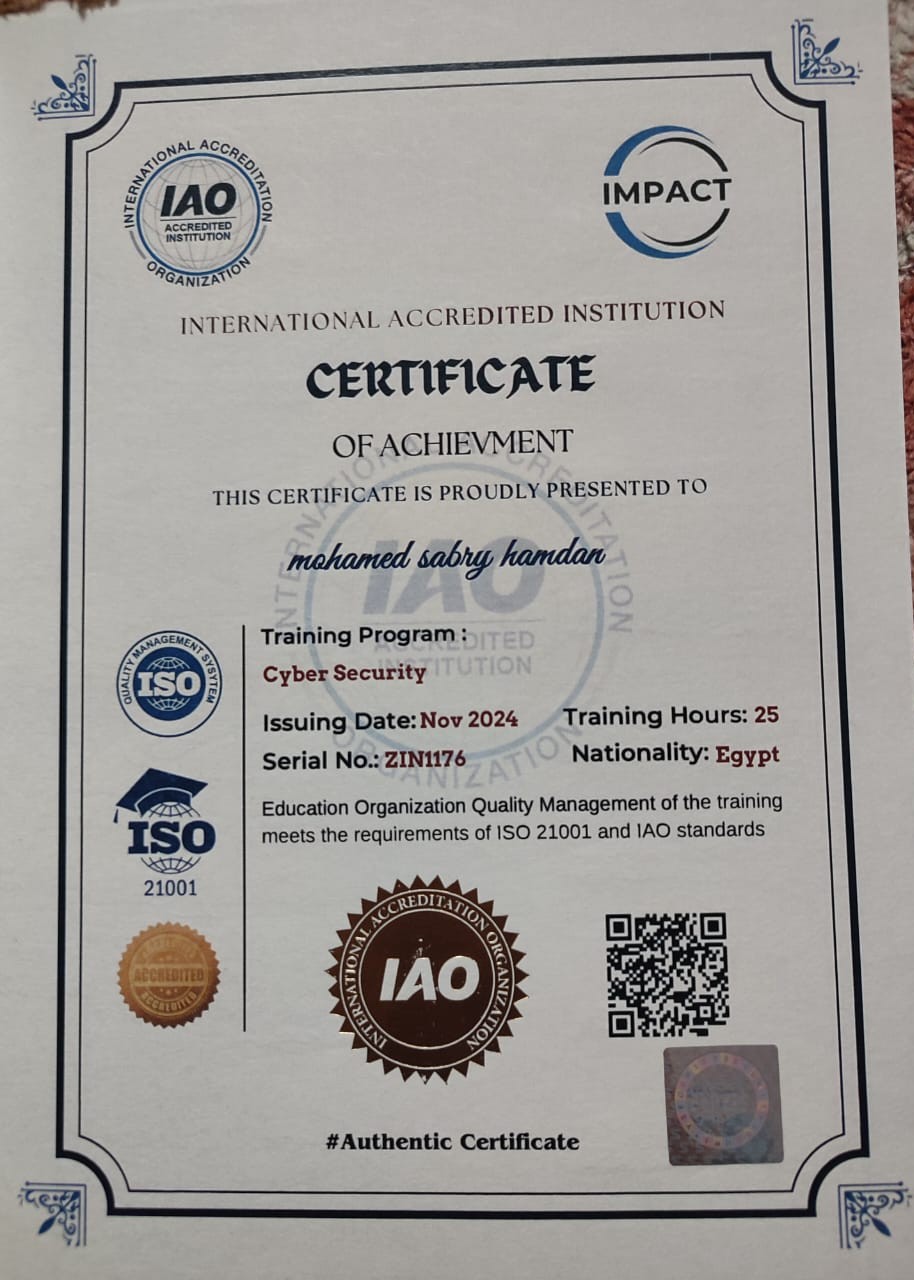 INTERNATIONAL ACCREDITATION ORGANIZATION
IAO
ACCREDITED
INSTITUTION
IMPACT
INTERNATIONAL ACCREDITED INSTITUTION
CERTIFICATE
OF ACHIEVMENT
THIS CERTIFICATE IS PROUDLY PRESENTED TO
mohamed sabry hamdan
INTERNATIONAL ACCREDITATION ORGANIZATION
IAO
ACCREDITED
INSTITUTION
QUALITY MANAGEMENT SYSYTEM
ISO
Training Program :
Cyber Security
Issuing Date: Nov 2024 Training Hours: 25
Serial No.: ZIN1176 Nationality: Egypt
Education Organization Quality Management of the training
meets the requirements of ISO 21001 and IAO standards
ISO
21001
ACCREDITED
ACCREDITED
INTERNATIONAL ACCREDITATION ORGANIZATION
IAO
#Authentic Certificate